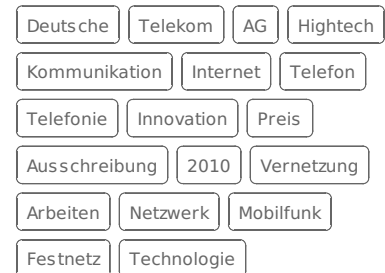 Deutsche Telekom AG Hightech
Kommunikation Internet Telefon
Telefonie Innovation Preis
Ausschreibung 2010 Vernetzung
Arbeiten Netzwerk Mobilfunk
Festnetz Technologie